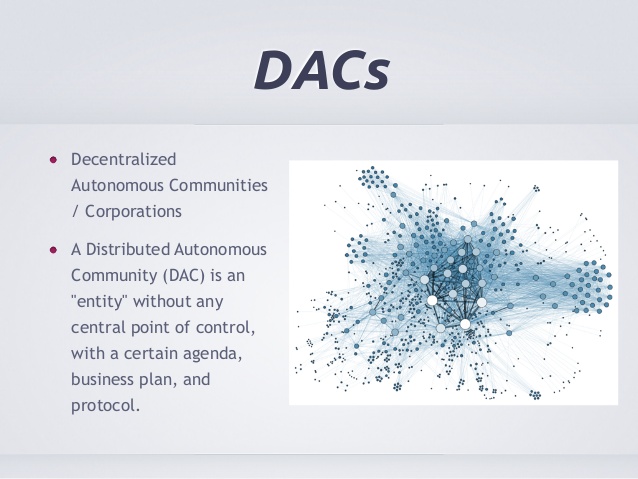 DACs
Decentralized
Autonomous Communities
/ Corporations
A Distributed Autonomous
Community (DAC) is an
"entity" without any
central point of control,
with a certain agenda,
business plan, and
protocol.